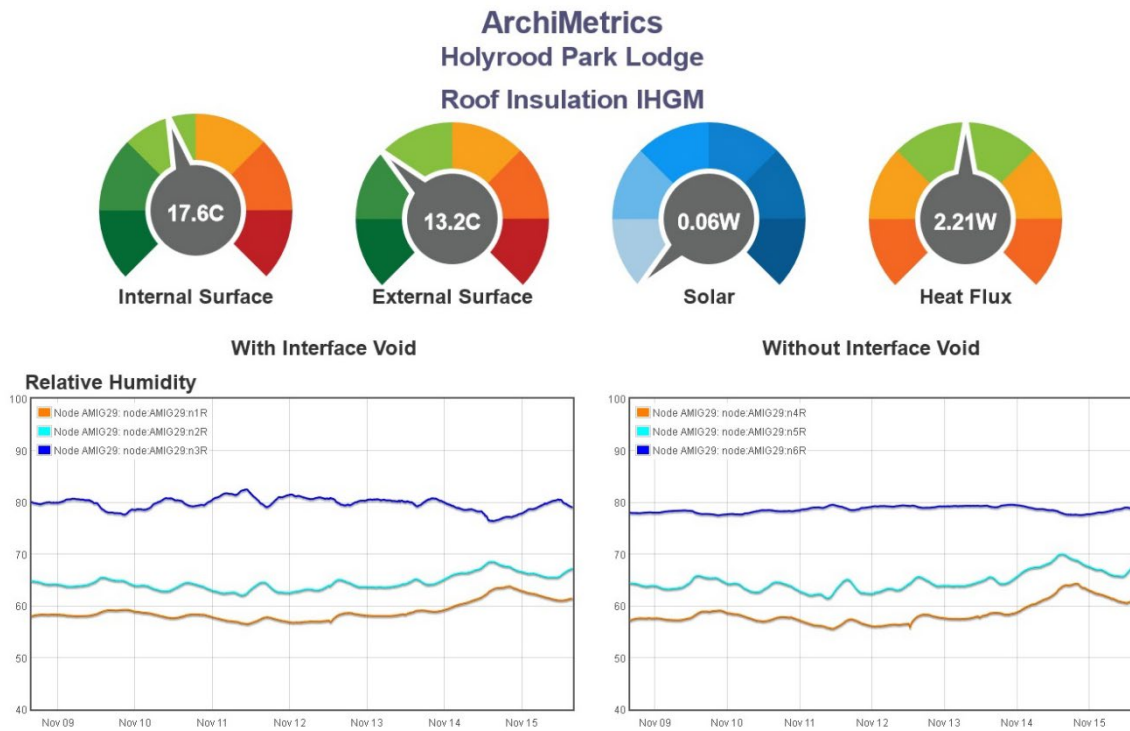 ArchiMetrics
Holyrood Park Lodge
Roof Insulation IHGM
17.6C
13.2C
0.06W
2.21W
Internal Surface
External Surface
Solar
Heat Flux
With Interface Void
Without Interface Void
Relative Humidity
100
90
80
70
60
50
40
Node AMIG29: node:AMIG29:n1R
Node AMIG29: node:AMIG29:n2R
Node AMIG29: node:AMIG29:n3R
Nov 09
Nov 10
Nov 11
Nov 12
Nov 13
Nov 14
Nov 15
100
90
80
70
60
50
40
Node AMIG29: node:AMIG29:n4R
Node AMIG29: node:AMIG29:n5R
Node AMIG29: node:AMIG29:n6R
Nov 09
Nov 10
Nov 11
Nov 12
Nov 13
Nov 14
Nov 15